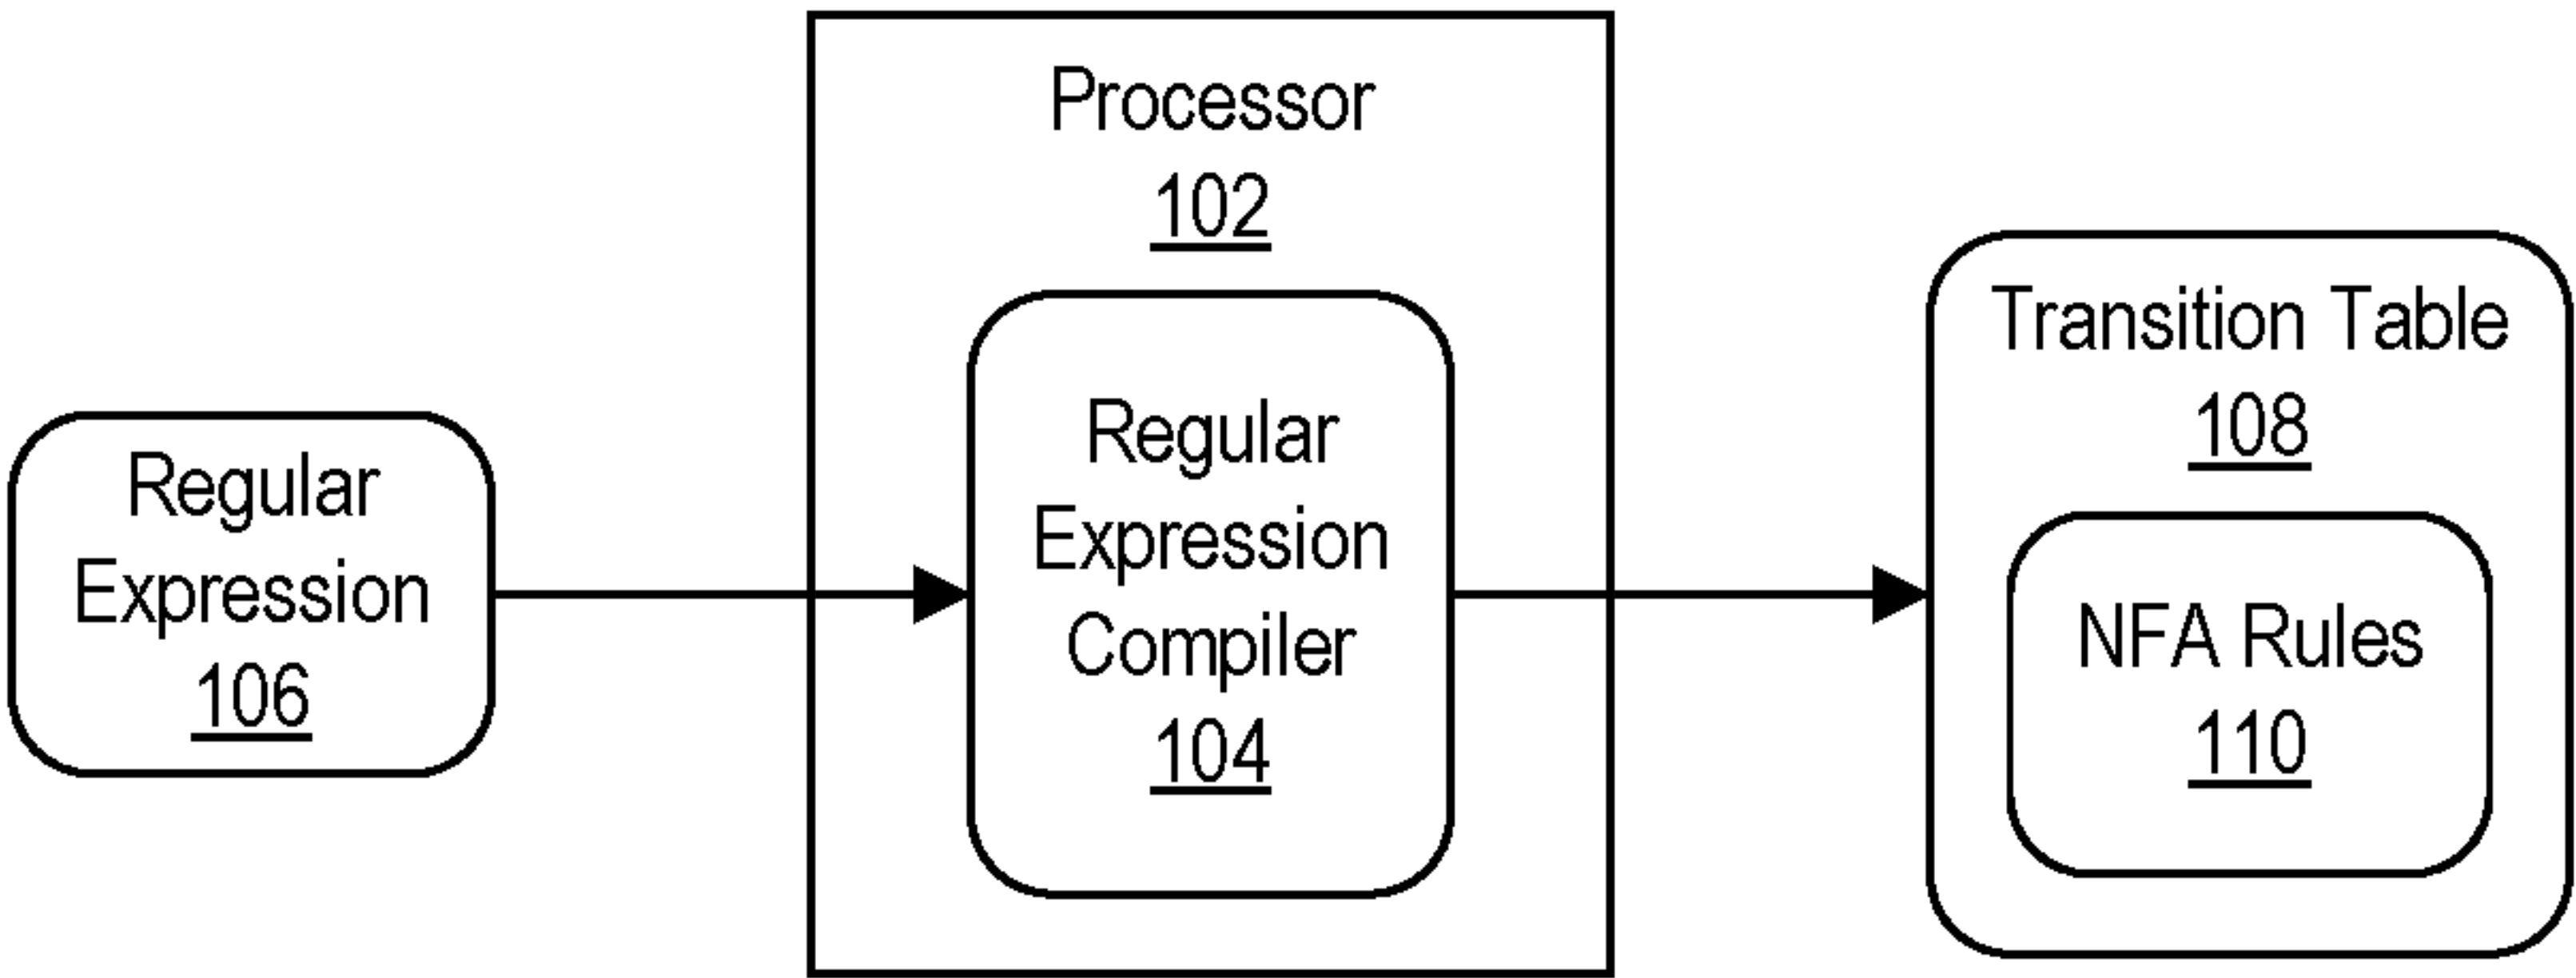 Regular
Expression
106
Processor
102
Regular
Expression
Compiler
104
Transition Table
108
NFA Rules
110